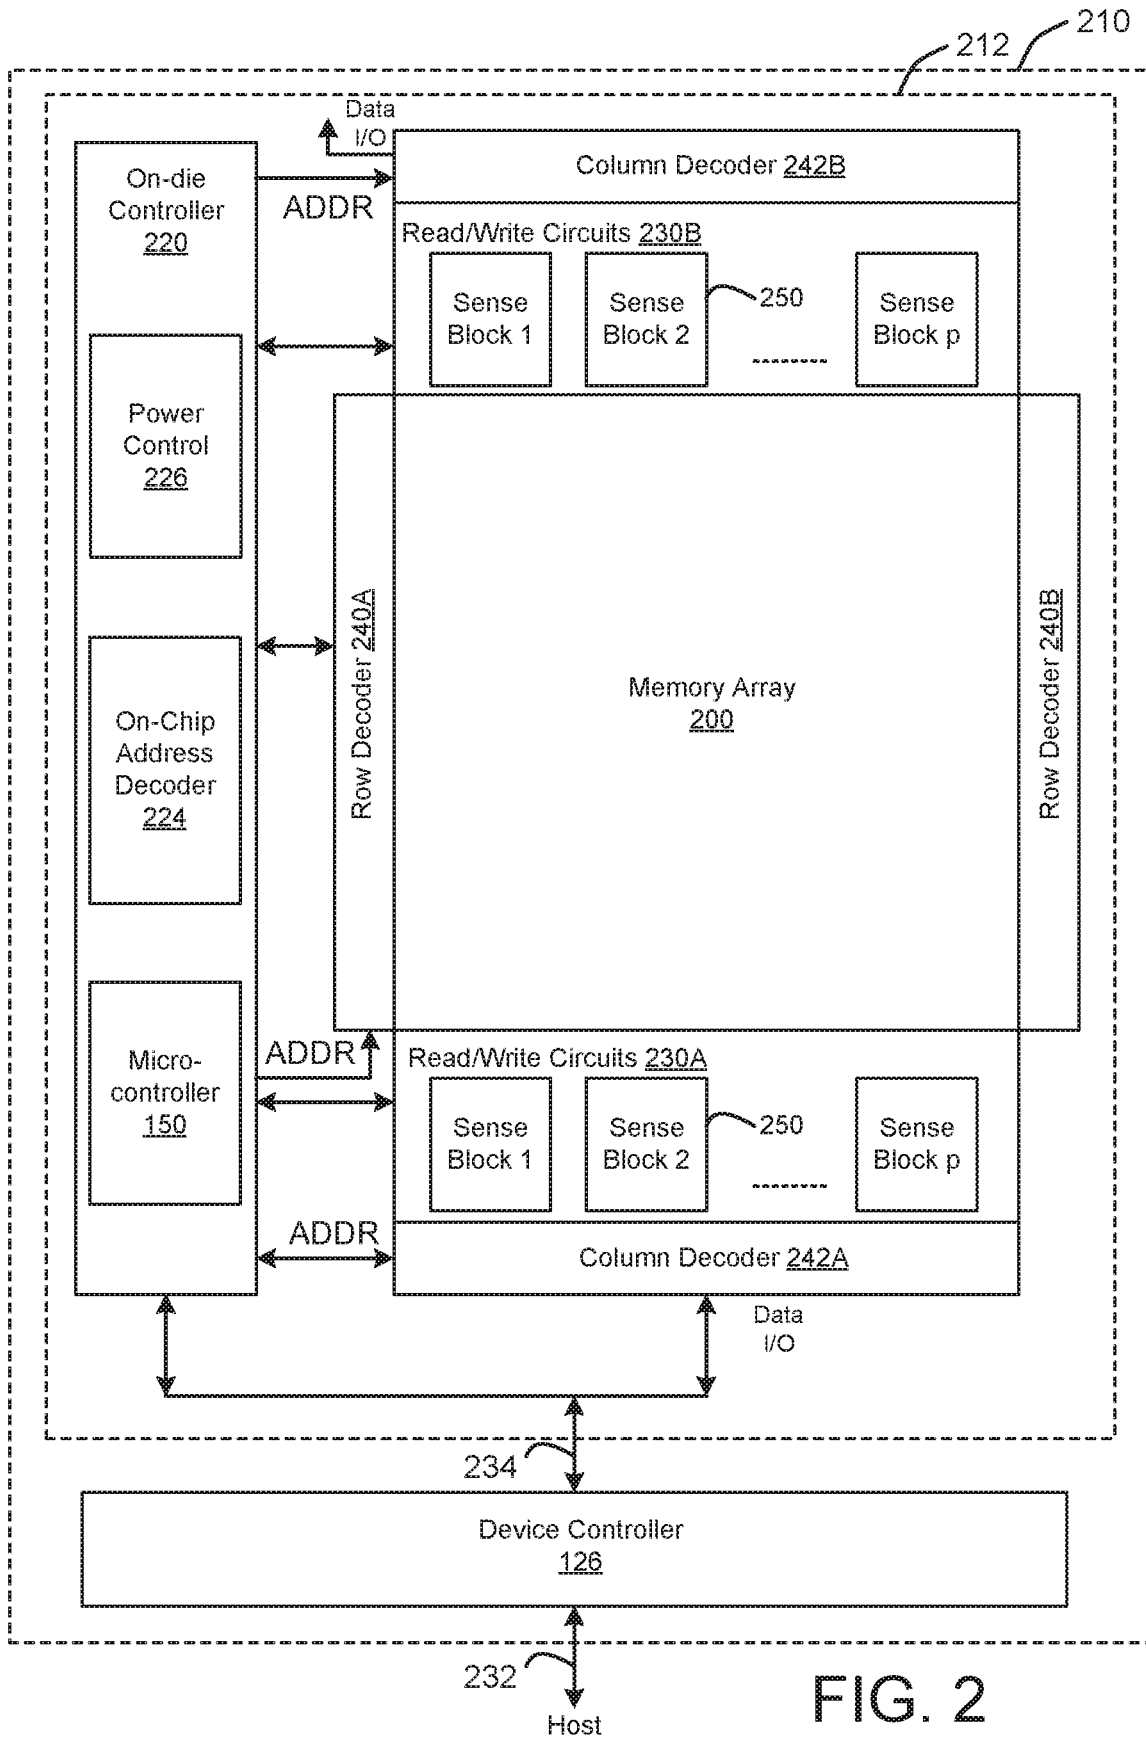 210
212
Data
I/O
Column Decoder 242B
On-die
Controller
220
ADDR
Read/Write Circuits 230B
Sense
Block 1
Sense
Block 2
250
Sense
Block p
Power
Control
226
Row Decoder 240A
Memory Array
200
Row Decoder 240B
On-Chip
Address
Decoder
224
Micro-
controller
150
ADDR
Read/Write Circuits 230A
Sense
Block 1
Sense
Block 2
250
Sense
Block p
ADDR
Column Decoder 242A
Data
I/O
234
Device Controller
126
232
Host
FIG. 2